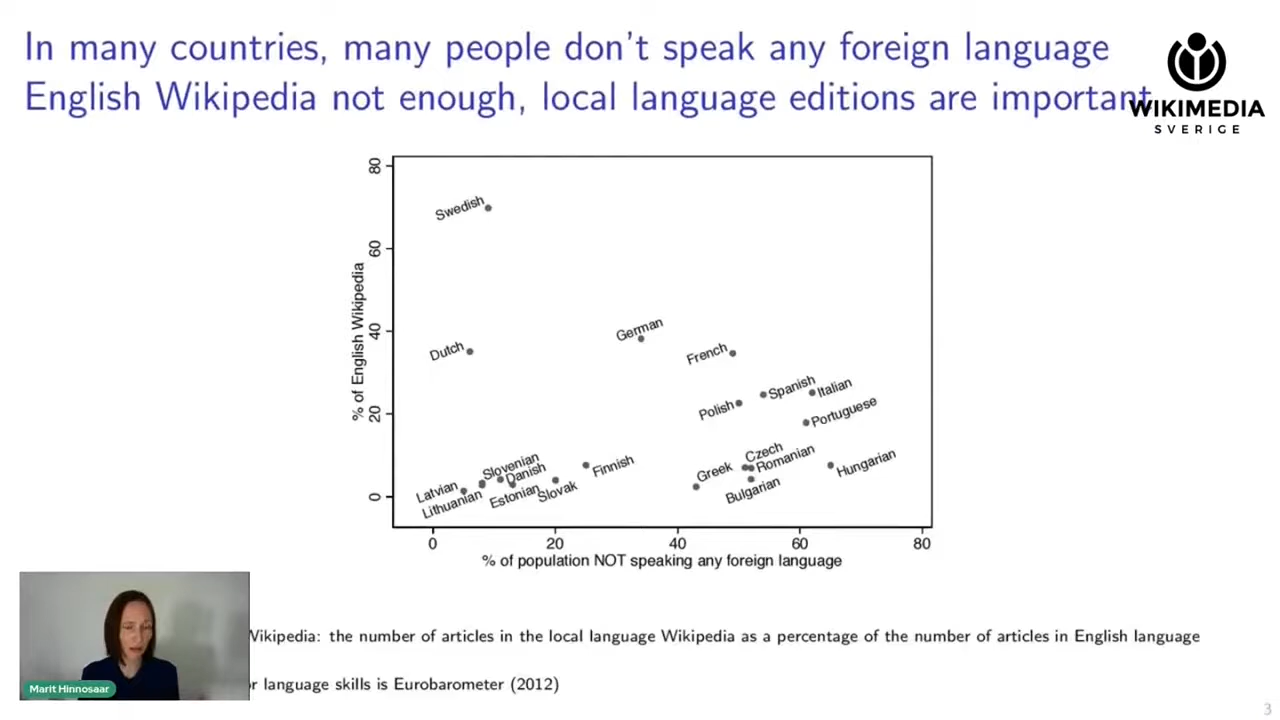 In many countries, many people don't speak any foreign language
English Wikipedia not enough, local language editions are important
WIKIMEDIA
SVERIGE
% of English Wikipedia
80
60
40
20
0
Swedish
Dutch
German
French
Spanish
Italian
Polish
Portuguese
Slovenian
Danish
Finnish
Latvian
Lithuanian
Estonian
Slovak
Greek
Czech
Romanian
Bulgarian
Hungarian
0 20 40 60 80
% of population NOT speaking any foreign language
Wikipedia: the number of articles in the local language Wikipedia as a percentage of the number of articles in English language
r language skills is Eurobarometer (2012)
Marit Hinnosaar
3